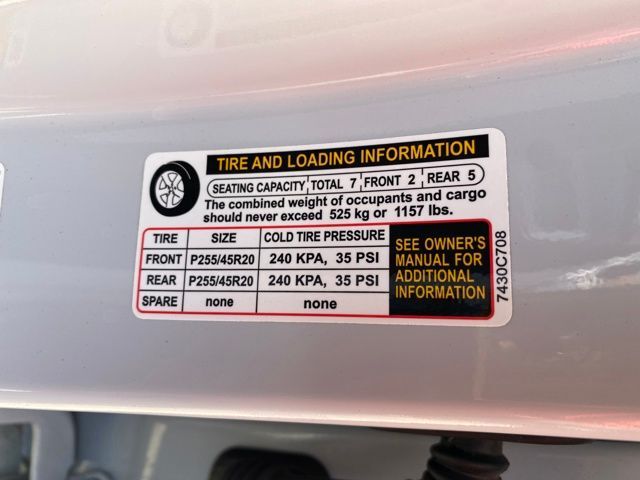 TIRE AND LOADING INFORMATION
SEATING CAPACITY TOTAL 7 FRONT 2 REAR 5
The combined weight of occupants and cargo
should never exceed 525 kg or 1157 lbs.
TIRE SIZE COLD TIRE PRESSURE
FRONT P255/45R20 240 KPA, 35 PSI
REAR P255/45R20 240 KPA, 35 PSI
SPARE none none
SEE OWNER'S
MANUAL FOR
ADDITIONAL
INFORMATION
7430C708